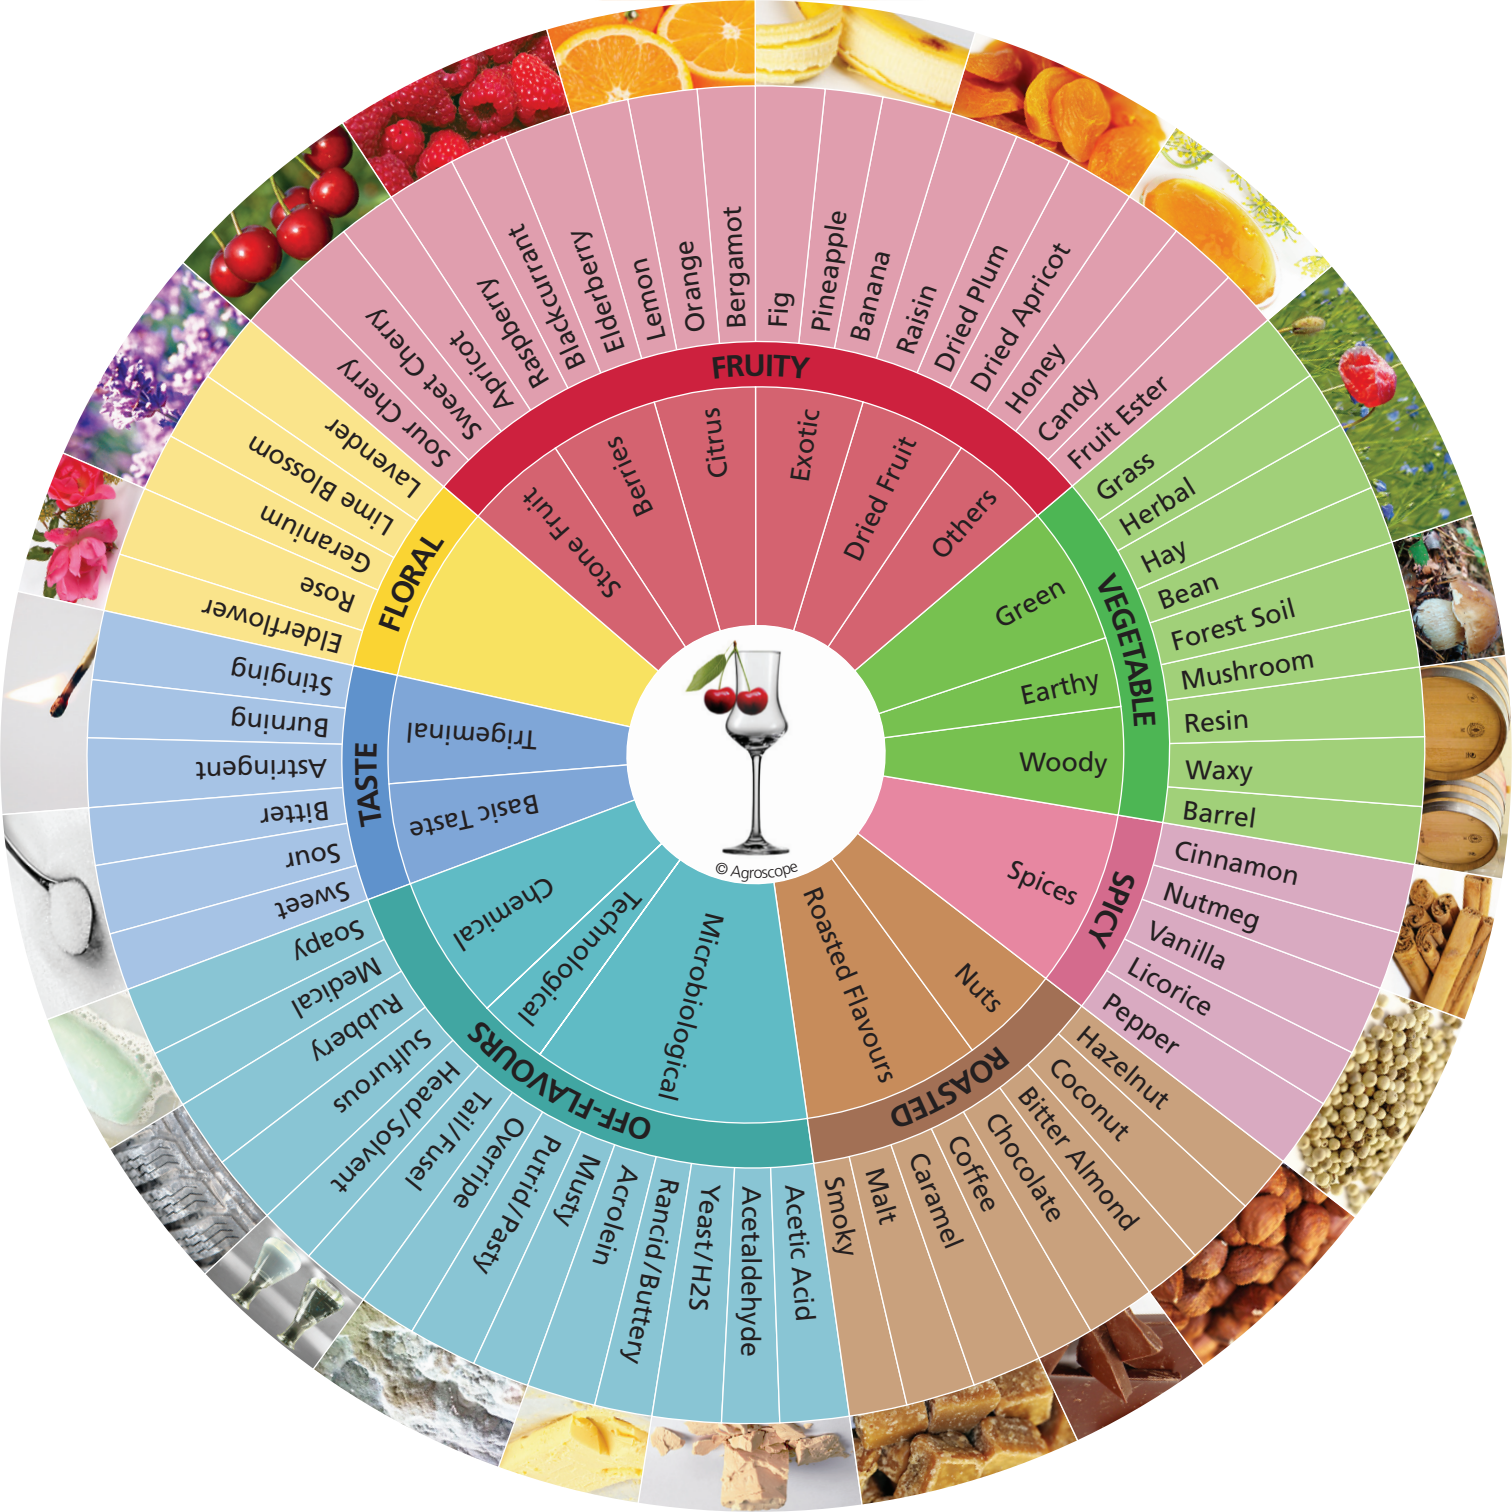 FRUITY
Stone Fruit
Sour Cherry
Sweet Cherry
Apricot
Berries
Raspberry
Blackcurrant
Elderberry
Citrus
Lemon
Orange
Bergamot
Exotic
Fig
Pineapple
Banana
Dried Fruit
Raisin
Dried Plum
Dried Apricot
Others
Honey
Candy
Fruit Ester
VEGETABLE
Green
Grass
Herbal
Hay
Bean
Earthy
Forest Soil
Mushroom
Woody
Resin
Waxy
Barrel
SPICY
Spices
Cinnamon
Nutmeg
Vanilla
Licorice
Pepper
ROASTED
Nuts
Hazelnut
Coconut
Bitter Almond
Roasted Flavours
Chocolate
Coffee
Caramel
Malt
Smoky
OFF-FLAVOURS
Microbiological
Acetic Acid
Acetaldehyde
Yeast/H2S
Rancid/Buttery
Acrolein
Musty
Putrid/Pasty
Overripe
Technological
Tail/Fusel
Head/Solvent
Chemical
Sulfurous
Rubbery
Medical
Soapy
TASTE
Basic Taste
Sweet
Sour
Bitter
Trigeminal
Astringent
Burning
Stinging
FLORAL
Elderflower
Rose
Geranium
Lime Blossom
Lavender
© Agroscope